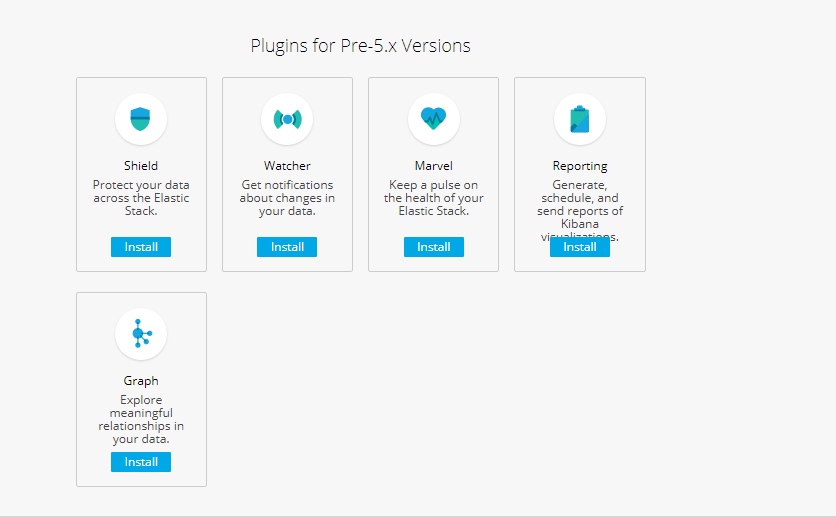 Plugins for Pre-5.x Versions
Shield
Protect your data
across the Elastic
Stack.
Install
Watcher
Get notifications
about changes in
your data.
Install
Marvel
Keep a pulse on
the health of your
Elastic Stack.
Install
Reporting
Generate,
schedule, and
send reports of
Kibana
visualizations.
Install
Graph
Explore
meaningful
relationships in
your data.
Install